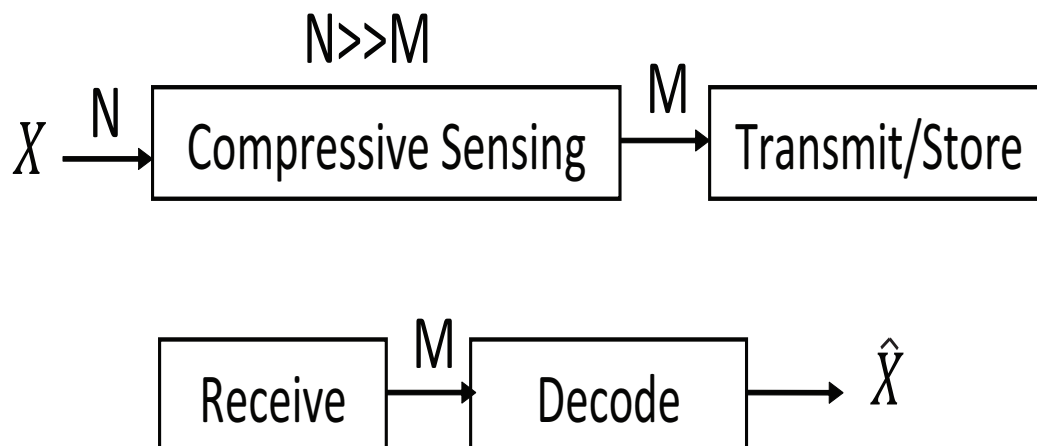 N>>M
X N Compressive Sensing M Transmit/Store
Receive M Decode X̂